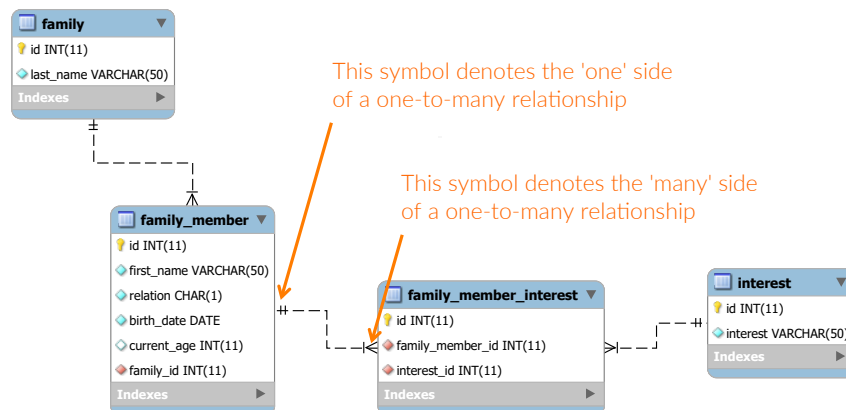 family
id INT(11)
last_name VARCHAR(50)
Indexes
This symbol denotes the 'one' side
of a one-to-many relationship
This symbol denotes the 'many' side
of a one-to-many relationship
family_member
id INT(11)
first_name VARCHAR(50)
relation CHAR(1)
birth_date DATE
current_age INT(11)
family_id INT(11)
Indexes
family_member_interest
id INT(11)
family_member_id INT(11)
interest_id INT(11)
Indexes
interest
id INT(11)
interest VARCHAR(50)
Indexes